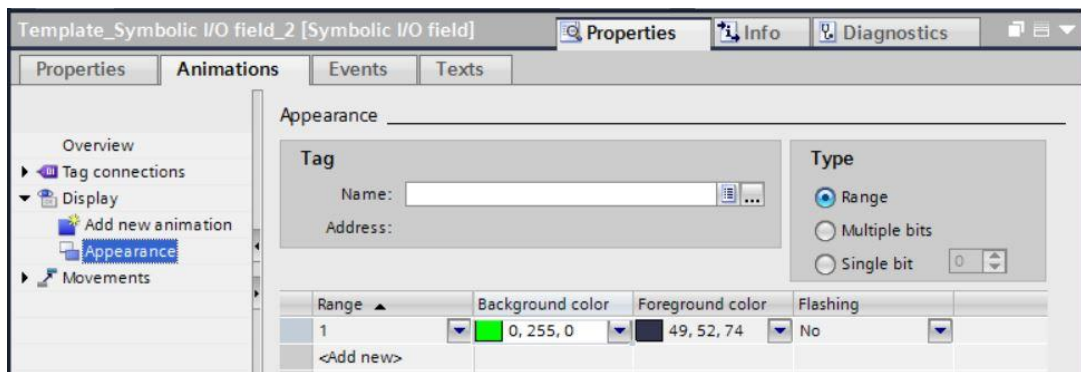 Template_Symbolic I/O field_2 [Symbolic I/O field] Properties Info Diagnostics
Properties Animations Events Texts
Appearance
Overview
Tag connections
Display
Add new animation
Appearance
Movements
Tag
Name:
...
Address:
Type
Range
Multiple bits
Single bit 0
Range Background color Foreground color Flashing
1 0, 255, 0 49, 52, 74 No
<Add new>